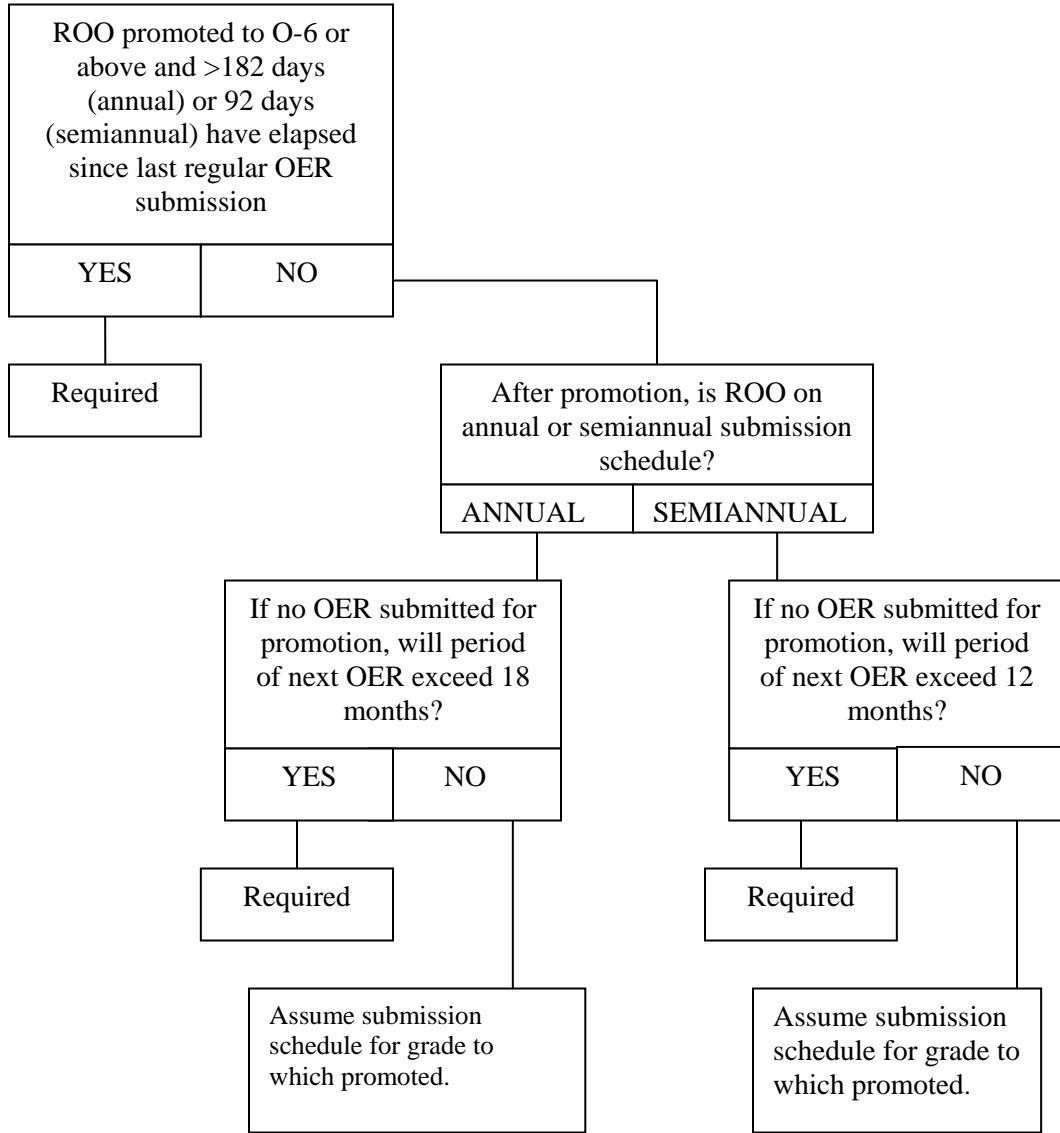 ROO promoted to O-6 or
above and >182 days
(annual) or 92 days
(semiannual) have elapsed
since last regular OER
submission
YES
NO
Required
After promotion, is ROO on
annual or semiannual submission
schedule?
ANNUAL
SEMIANNUAL
If no OER submitted for
promotion, will period
of next OER exceed 18
months?
YES
NO
Required
Assume submission
schedule for grade to
which promoted.
If no OER submitted for
promotion, will period
of next OER exceed 12
months?
YES
NO
Required
Assume submission
schedule for grade to
which promoted.